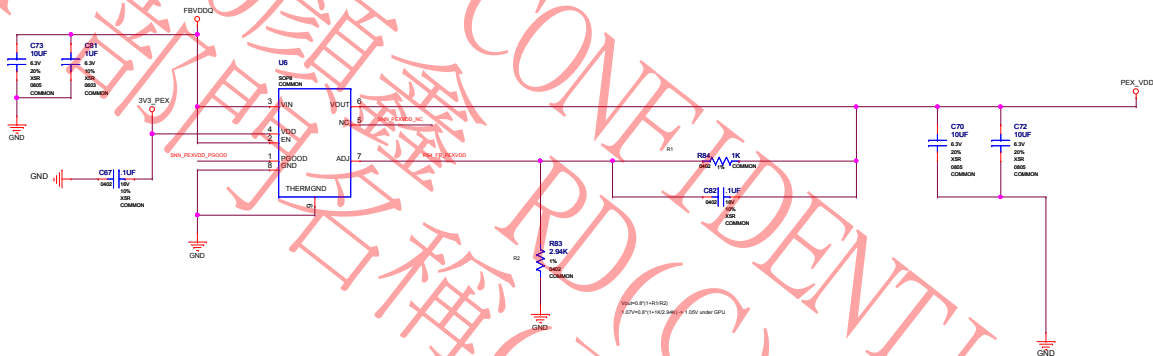 FBVDDQ
C73
10UF
6.3V
20%
X5R
0805
COMMON
C81
1UF
6.3V
10%
X5R
0603
COMMON
GND
3V3_PEX
U6
SOP8
COMMON
3 VIN
4 VDD
2 EN
1 PGOOD
8 GND
THERMGND
9
VOUT 6
NC 5
ADJ 7
SNN_PEXVDD_NC
SNN_PEXVDD_PGOOD
PS4_FB_PEXVDD
GND
C67 .1UF
0402 16V
10%
X5R
COMMON
GND
R1
R84 1K
0402 1%
COMMON
C82 .1UF
0402 16V
10%
X5R
COMMON
R2
R83
2.94K
1%
0402
COMMON
GND
Vout=0.8*(1+R1/R2)
1.07V=0.8*(1+1K/2.94K) -> 1.05V under GPU
PEX_VDD
C70
10UF
6.3V
20%
X5R
0805
COMMON
C72
10UF
6.3V
20%
X5R
0805
COMMON
GND
CONFIDENTI
RD(CC